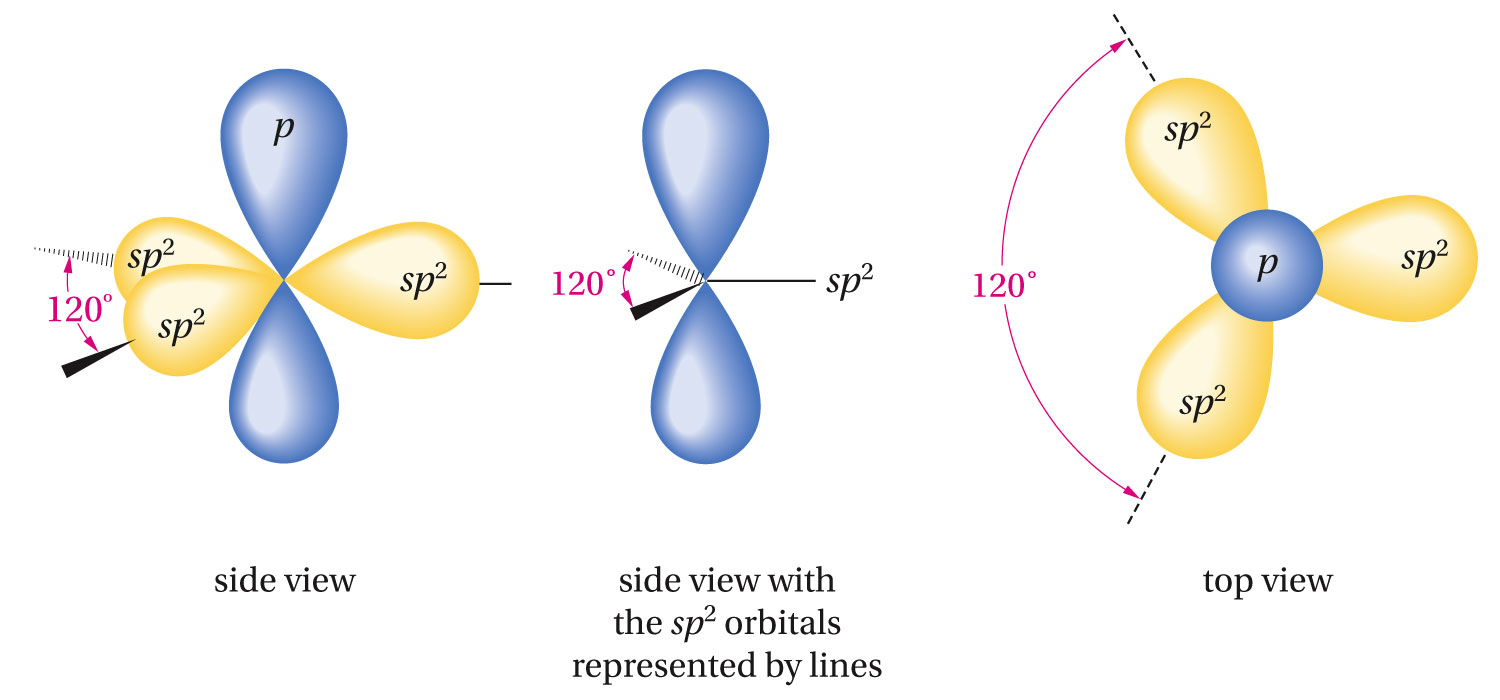 p
sp²
sp²
sp²
120°
side view
120°
sp²
side view with
the sp² orbitals
represented by lines
sp²
p
sp²
120°
sp²
top view